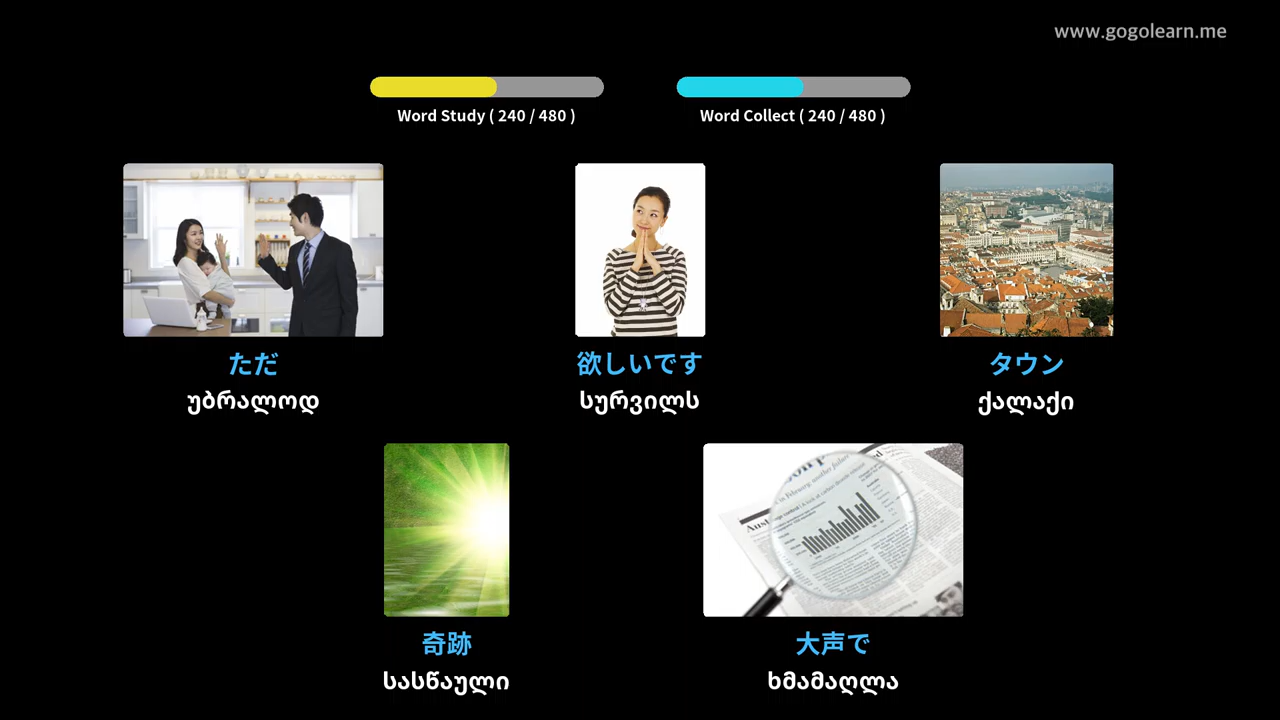 www.gogolearn.me
Word Study ( 240 / 480 )
Word Collect ( 240 / 480 )
ただ
უბრალოდ
欲しいです
სურვილს
タウン
ქალაქი
奇跡
სასწაული
大声で
ხმამაღლა